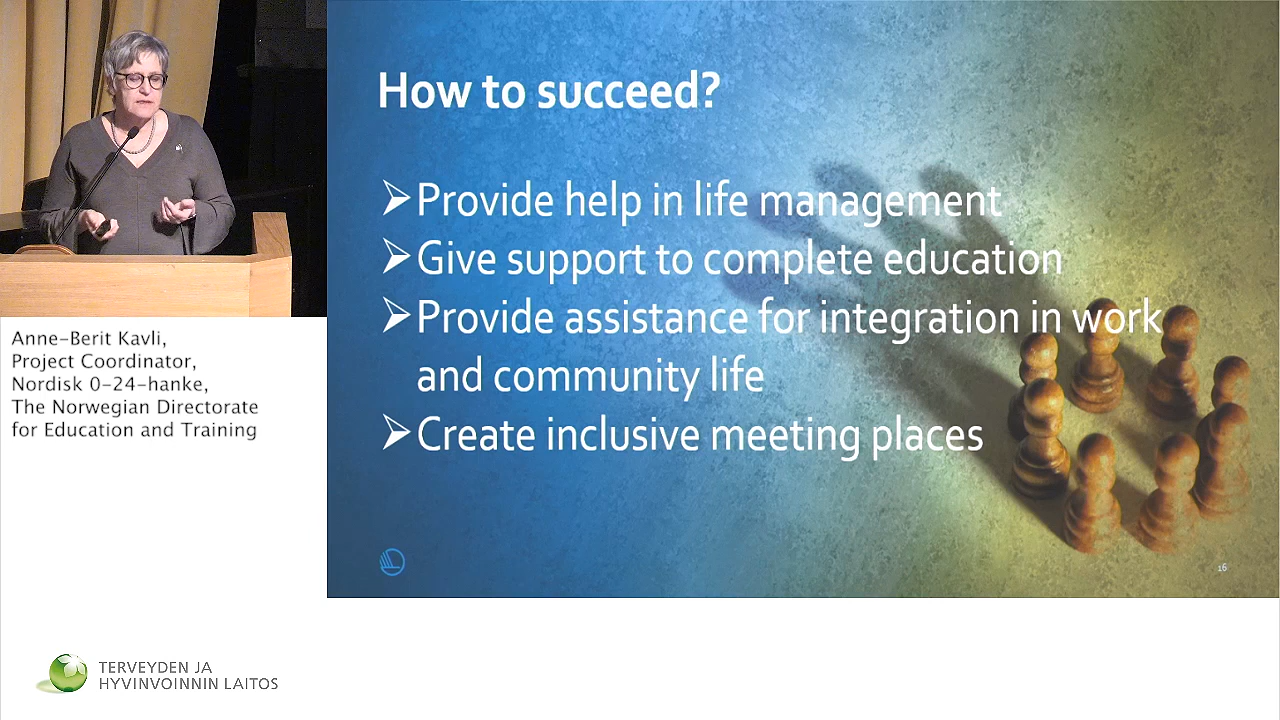 How to succeed?
Provide help in life management
Give support to complete education
Provide assistance for integration in work
and community life
Create inclusive meeting places
16
Anne-Berit Kavli,
Project Coordinator,
Nordisk 0-24-hanke,
The Norwegian Directorate
for Education and Training
TERVEYDEN JA
HYVINVOINNIN LAITOS